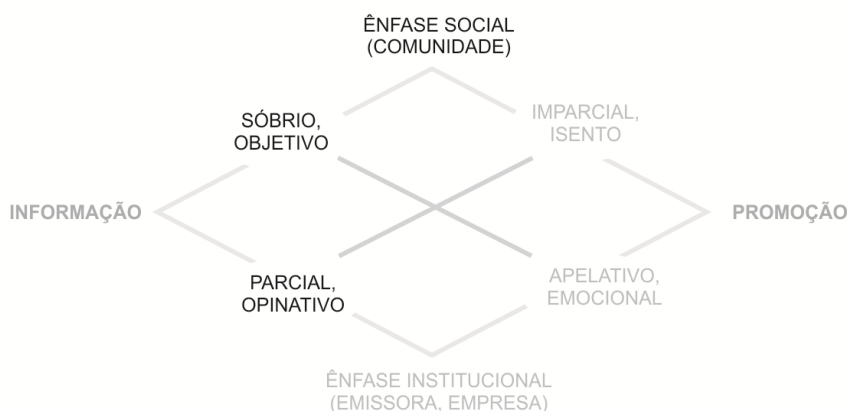 ÊNFASE SOCIAL
(COMUNIDADE)
SÓBRIO,
OBJETIVO
IMPARCIAL,
ISENTO
INFORMAÇÃO
PROMOÇÃO
PARCIAL,
OPINATIVO
APELATIVO,
EMOCIONAL
ÊNFASE INSTITUCIONAL
(EMISSORA, EMPRESA)